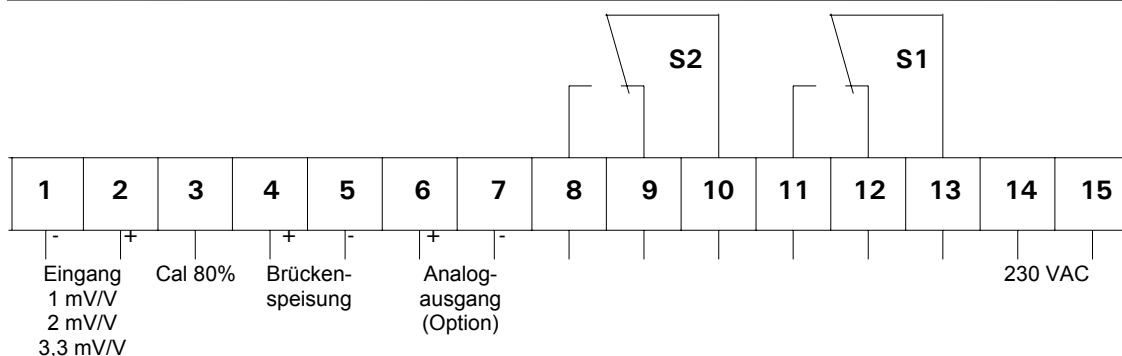 S2 S1
1 2 3 4 5 6 7 8 9 10 11 12 13 14 15
- + + - + -
Eingang
1 mV/V
2 mV/V
3,3 mV/V
Cal 80%
Brücken-
speisung
Analog-
ausgang
(Option)
230 VAC